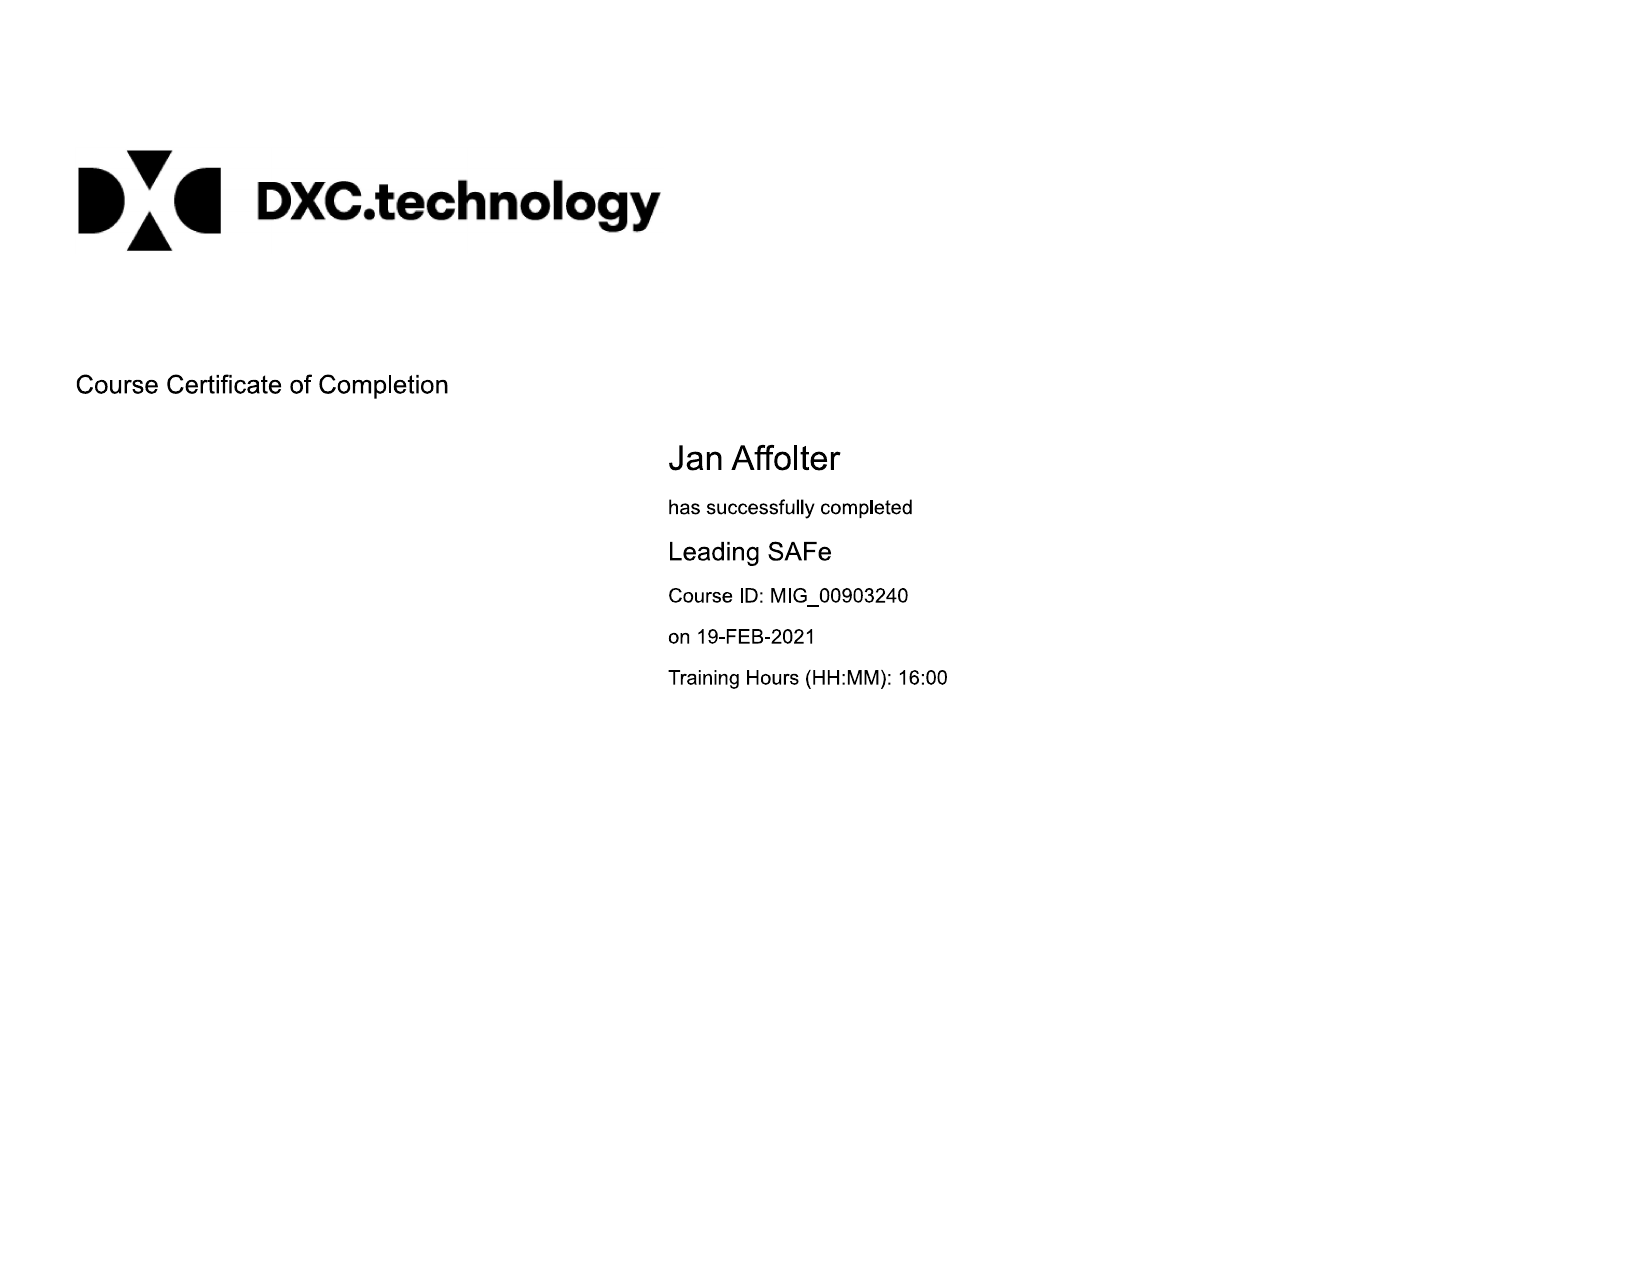 DXC DXC.technology
Course Certificate of Completion
Jan Affolter
has successfully completed
Leading SAFe
Course ID: MIG_00903240
on 19-FEB-2021
Training Hours (HH:MM): 16:00